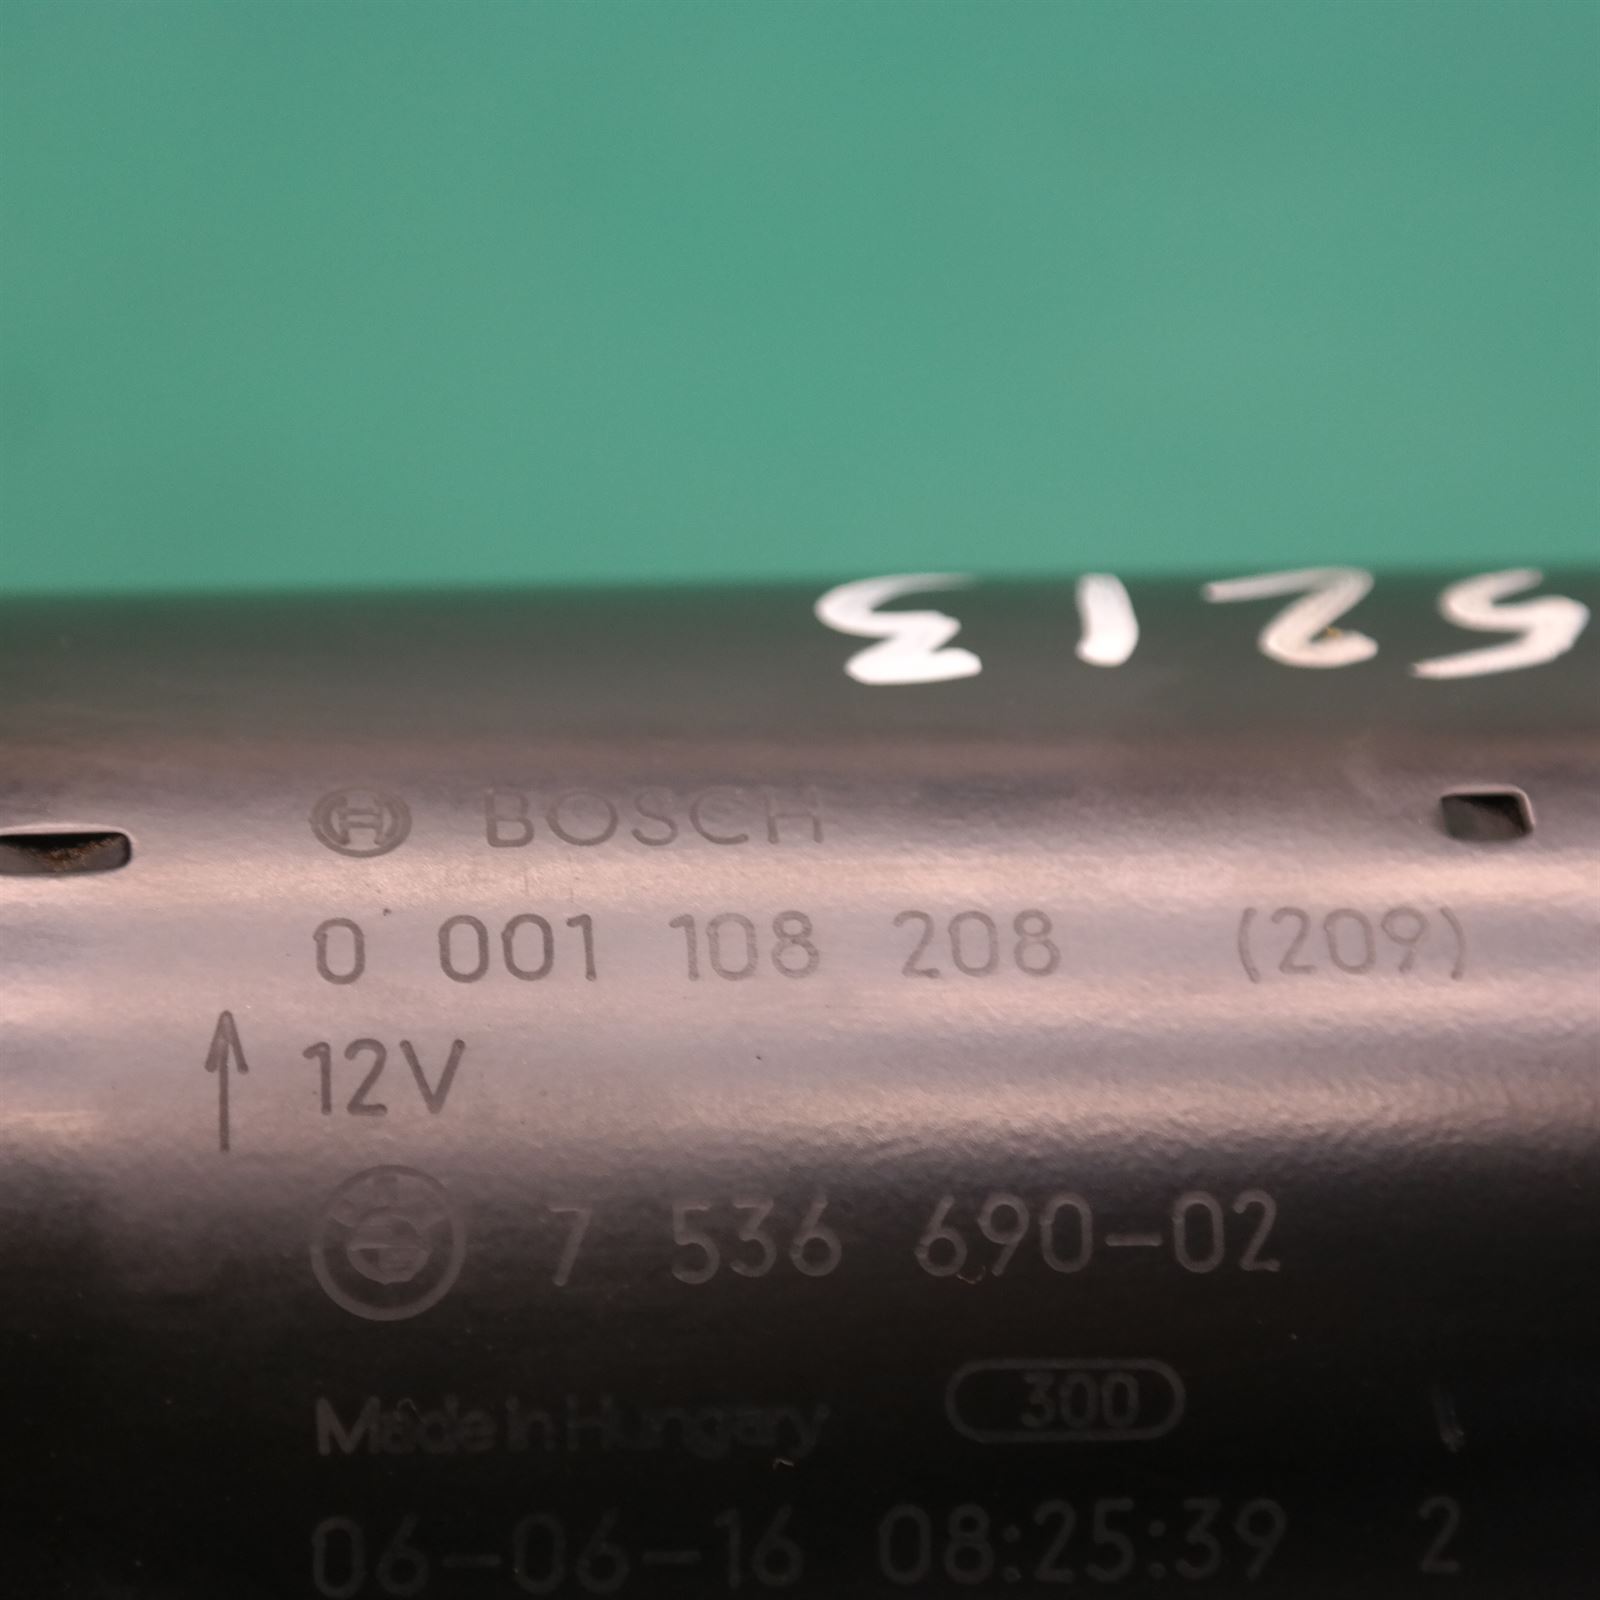 5213
BOSCH
0 001 108 208 (209)
12V
7 536 690-02
Made in Hungary 300
06-06-16 08:25:39 2